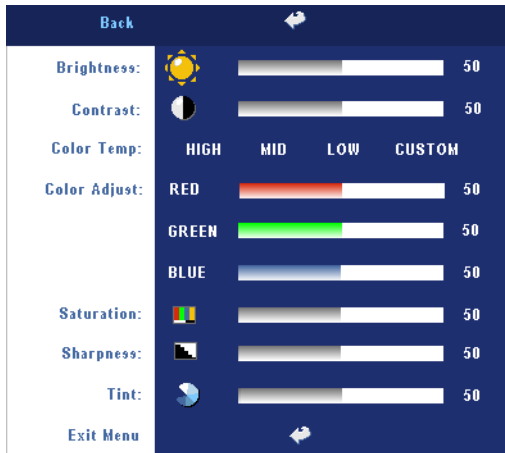 Back
Brightness: 50
Contrast: 50
Color Temp: HIGH MID LOW CUSTOM
Color Adjust: RED 50
GREEN 50
BLUE 50
Saturation: 50
Sharpness: 50
Tint: 50
Exit Menu